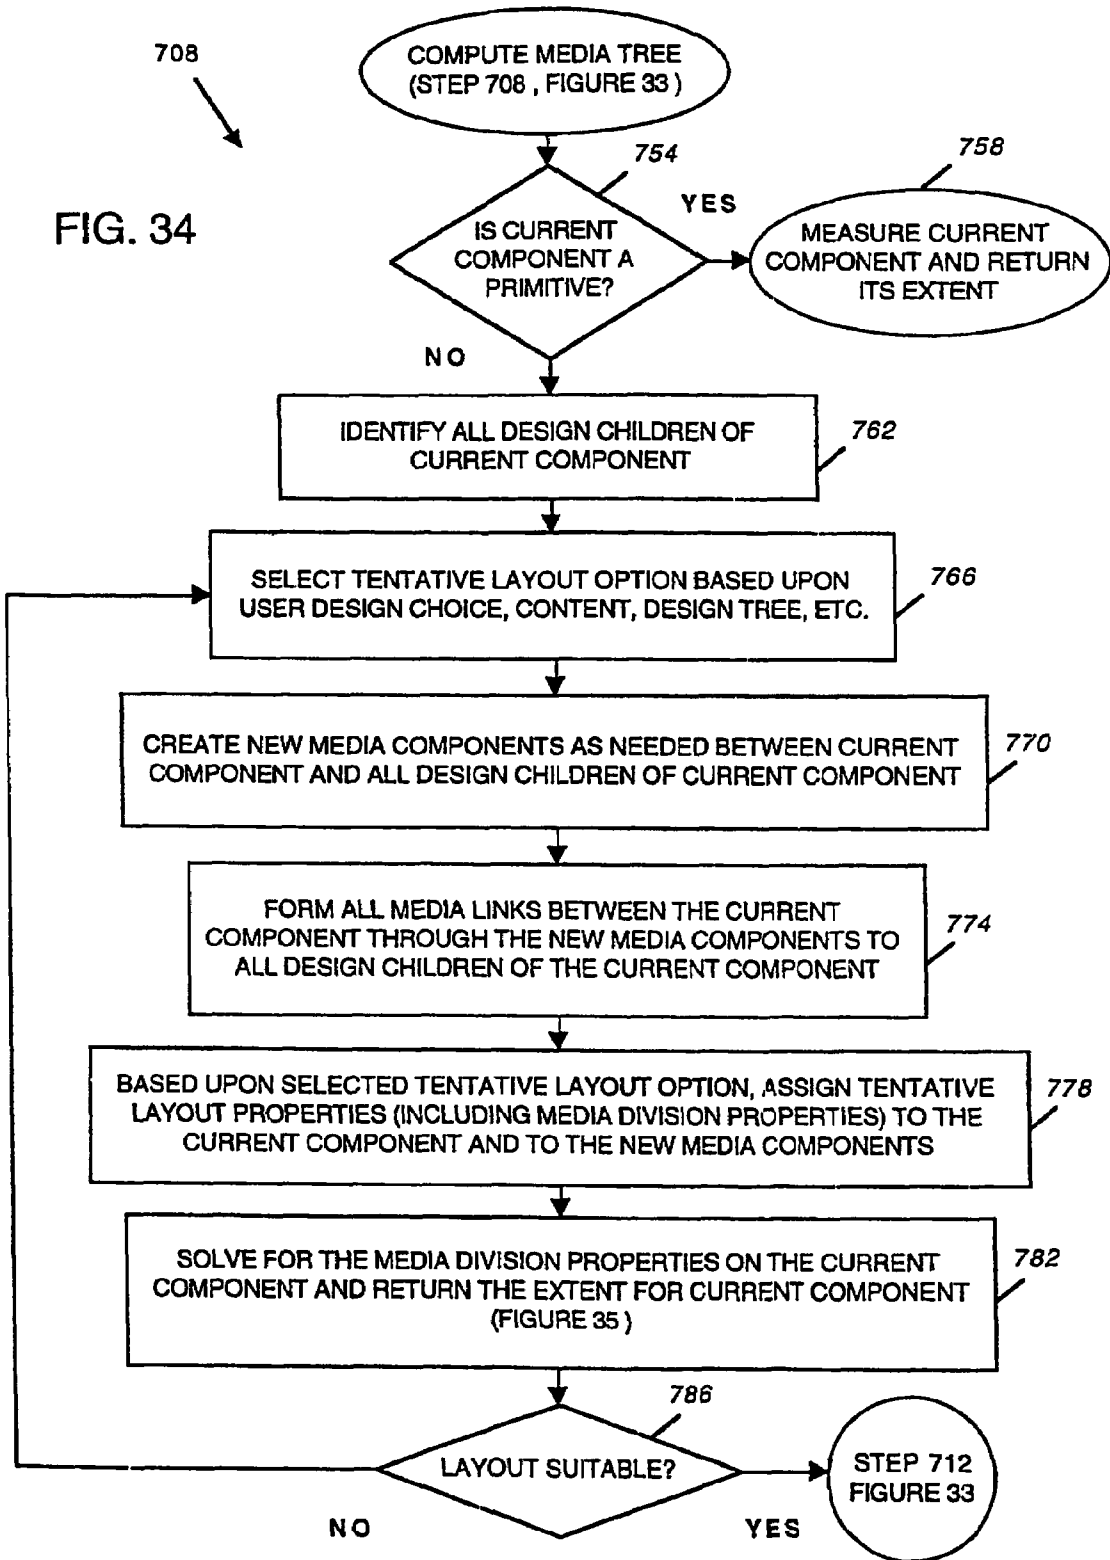 708
COMPUTE MEDIA TREE
(STEP 708 , FIGURE 33 )
754
758
FIG. 34
YES
IS CURRENT
COMPONENT A
PRIMITIVE?
MEASURE CURRENT
COMPONENT AND RETURN
ITS EXTENT
NO
IDENTIFY ALL DESIGN CHILDREN OF
CURRENT COMPONENT
762
SELECT TENTATIVE LAYOUT OPTION BASED UPON
USER DESIGN CHOICE, CONTENT, DESIGN TREE, ETC.
766
CREATE NEW MEDIA COMPONENTS AS NEEDED BETWEEN CURRENT
COMPONENT AND ALL DESIGN CHILDREN OF CURRENT COMPONENT
770
FORM ALL MEDIA LINKS BETWEEN THE CURRENT
COMPONENT THROUGH THE NEW MEDIA COMPONENTS TO
ALL DESIGN CHILDREN OF THE CURRENT COMPONENT
774
BASED UPON SELECTED TENTATIVE LAYOUT OPTION, ASSIGN TENTATIVE
LAYOUT PROPERTIES (INCLUDING MEDIA DIVISION PROPERTIES) TO THE
CURRENT COMPONENT AND TO THE NEW MEDIA COMPONENTS
778
SOLVE FOR THE MEDIA DIVISION PROPERTIES ON THE CURRENT
COMPONENT AND RETURN THE EXTENT FOR CURRENT COMPONENT
(FIGURE 35 )
782
786
LAYOUT SUITABLE?
STEP 712
FIGURE 33
NO
YES